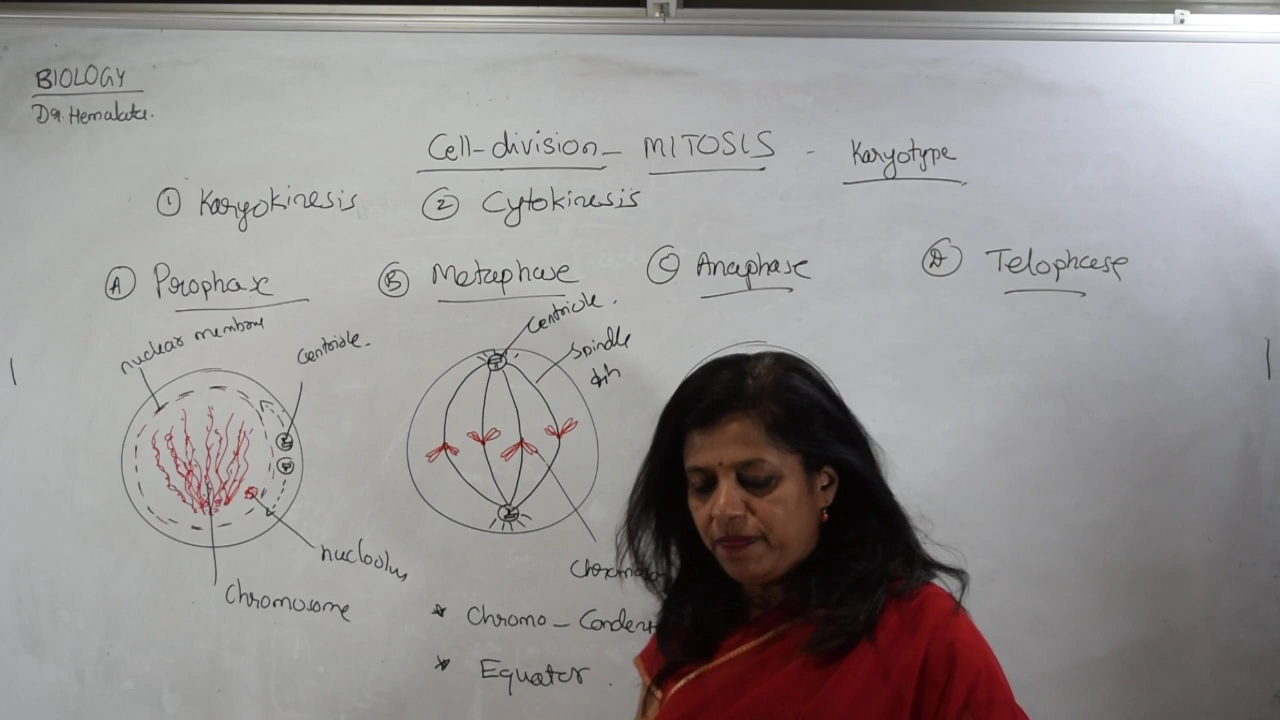 BIOLOGY
Dr. Hemalata.
Cell-division - MITOSIS - Karyotype
① Karyokinesis ② Cytokinesis
Ⓐ Prophase Ⓑ Metaphase Ⓒ Anaphase Ⓓ Telophase
nuclear membrane
Centriole.
Centriole.
Spindle
nucleolus
Chromosome
* Chromo - Conden
* Equator.